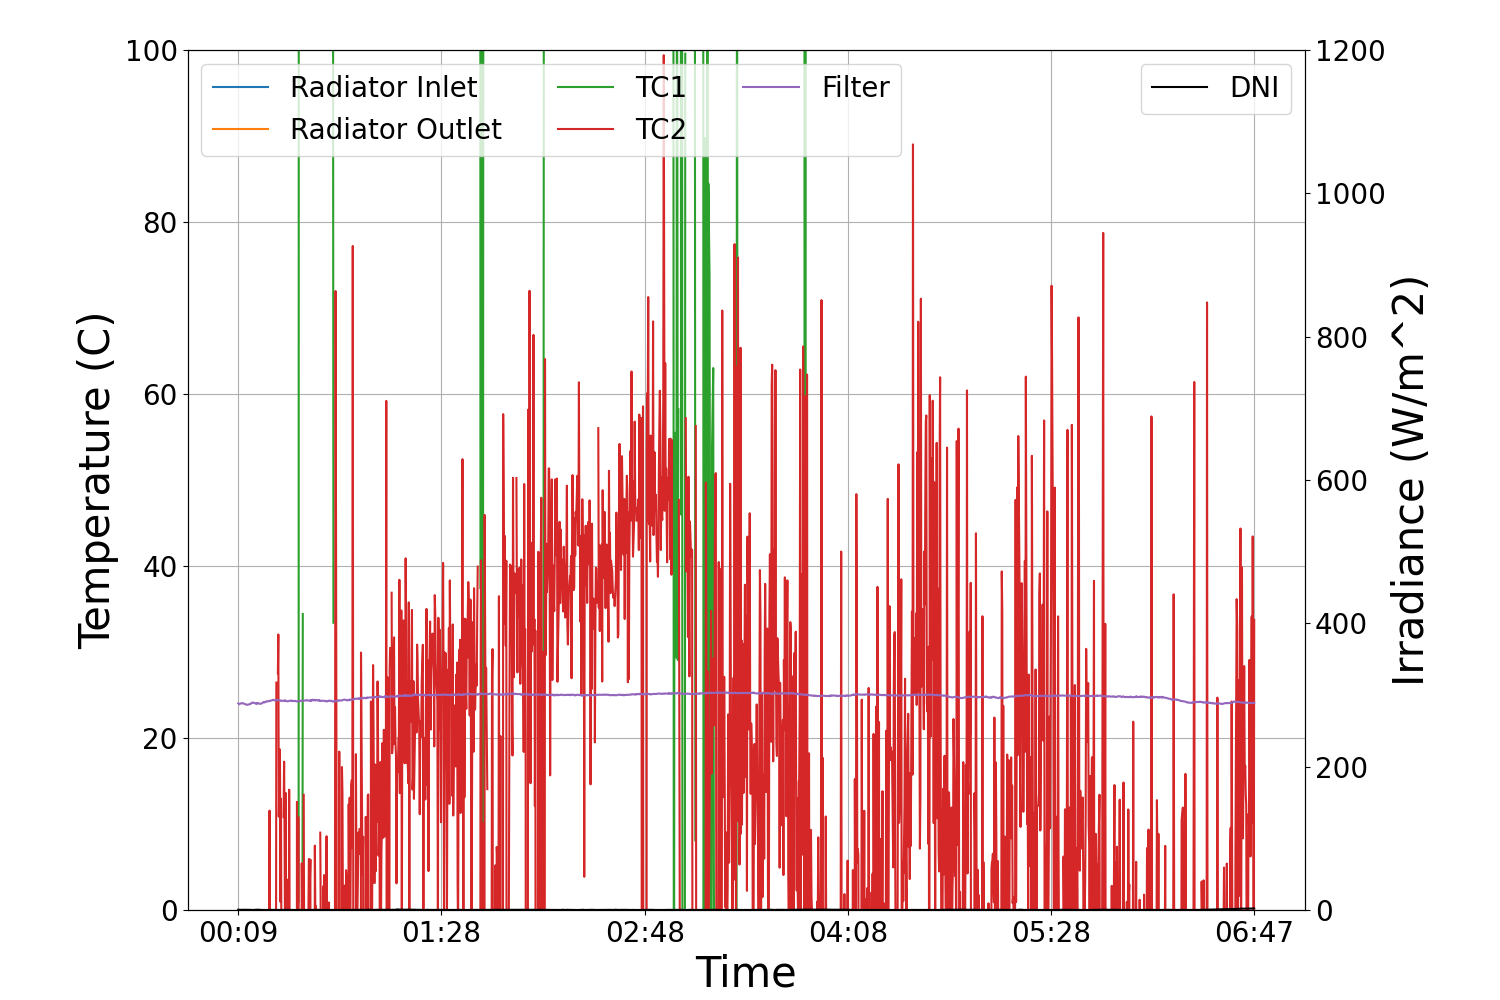 Radiator Inlet
Radiator Outlet
TC1
TC2
Filter
DNI
Temperature (C)
100
80
60
40
20
0
Irradiance (W/m^2)
1200
1000
800
600
400
200
0
00:09 01:28 02:48 04:08 05:28 06:47
Time